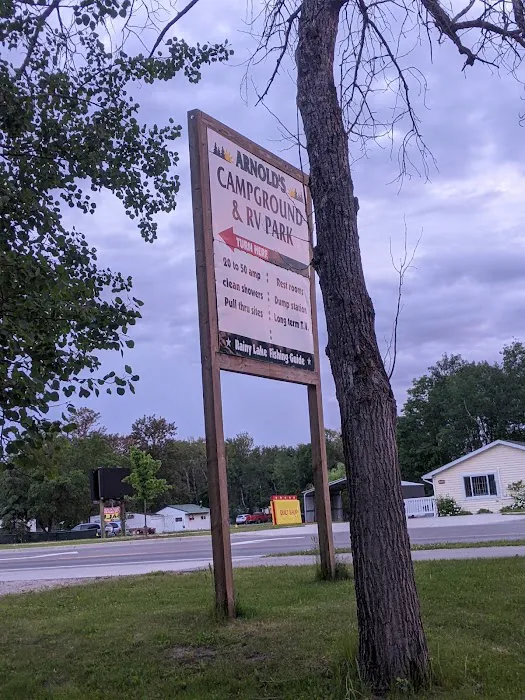 ARNOLD'S
CAMPGROUND
& RV PARK
TURN HERE
20 to 50 amp
clean showers
Pull thru sites
Rest rooms
Dump station
Long term
Rainy Lake Fishing Guide